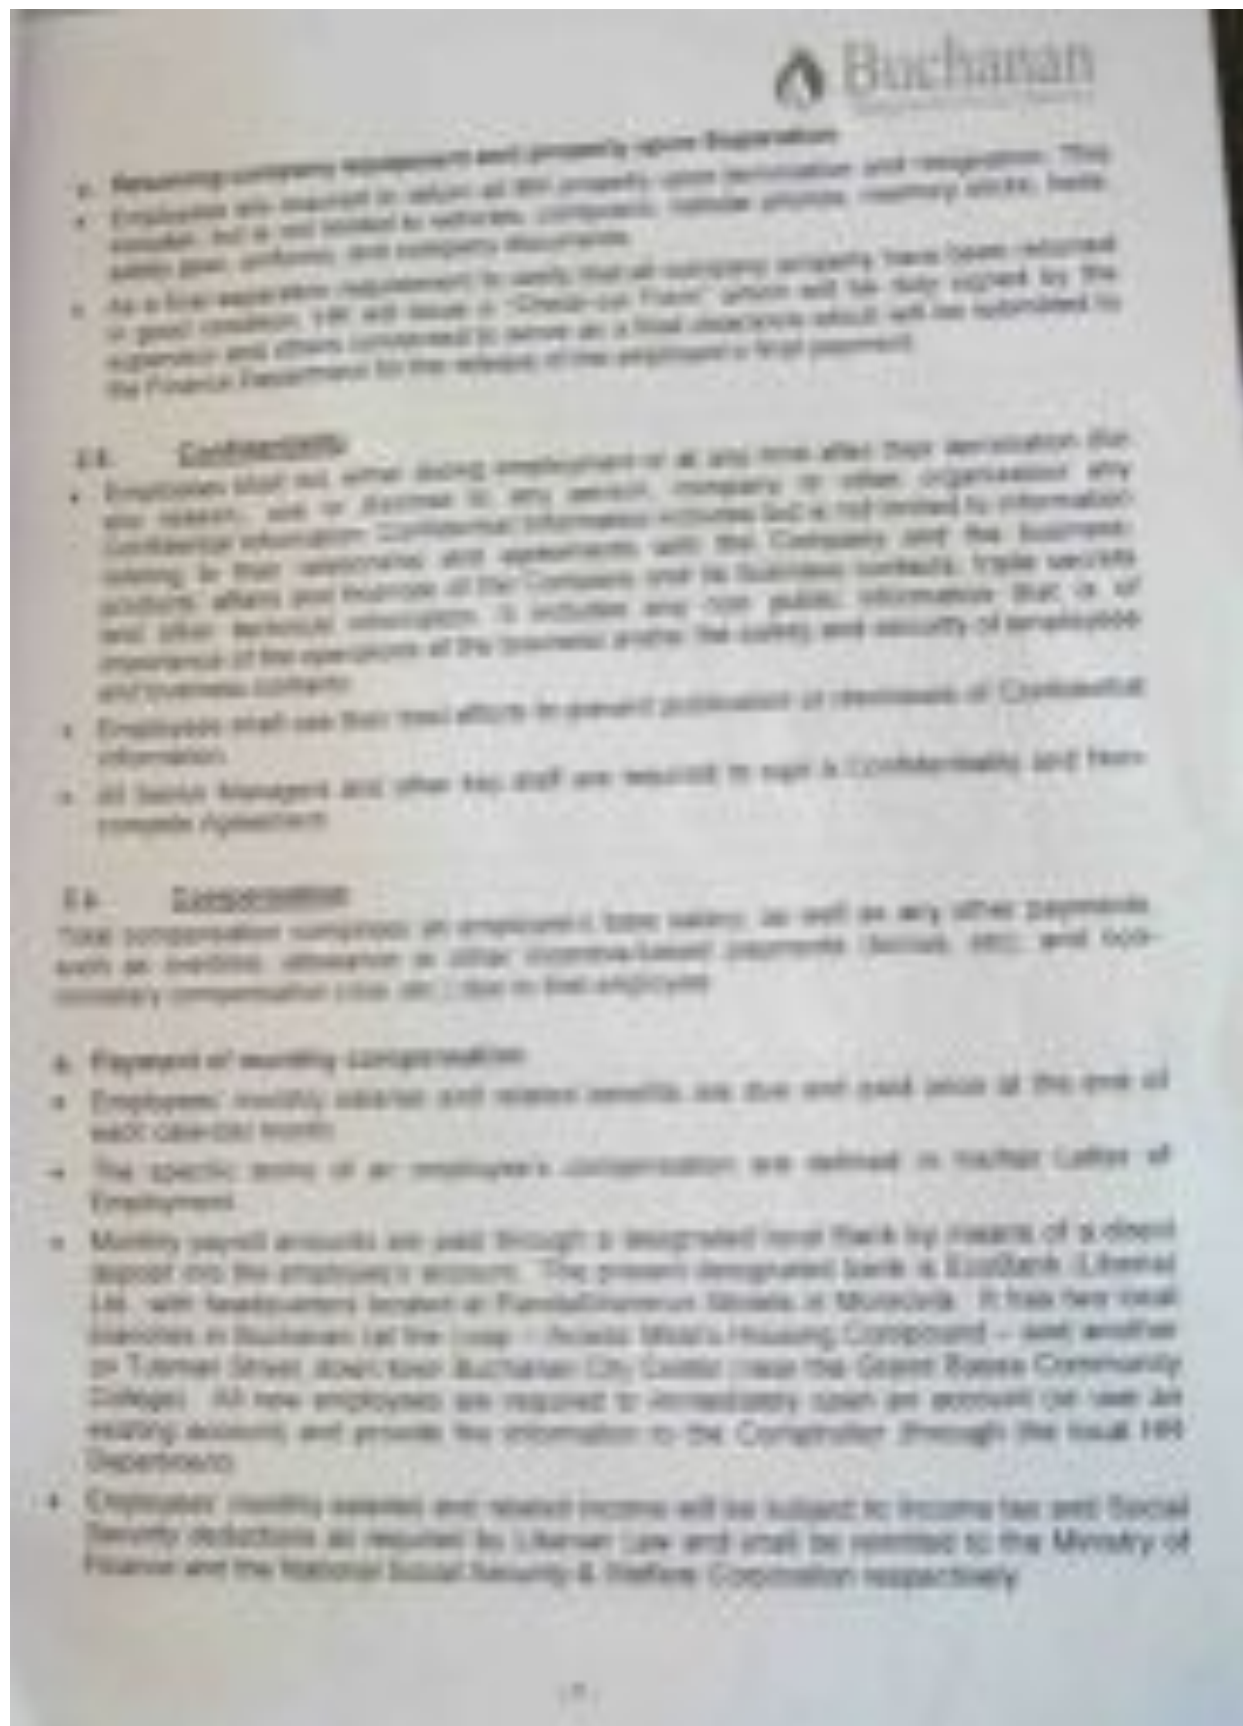 Buchanan
Returning company equipment and property upon Separation
Employees are required to return all property upon termination and resignation. This
includes, but is not limited to vehicles, computers, cellular phones, memory sticks,
safety gear, uniforms, and company documents.
As a final separation requirement to verify that all company property have been returned
in good condition, HR will issue a "Check-out Form" which will be duly signed by the
supervisor and others concerned to serve as a final clearance which will be submitted to
the Finance Department for the release of the employee's final payment.
Confidentiality
Employees shall not, either during employment or at any time after their termination (for
any reason), use or disclose to any person, company or other organization any
Confidential Information. Confidential Information includes but is not limited to information
relating to their relationship and agreements with the Company and the business,
products, affairs and finances of the Company and its business contacts, trade secrets
and other technical information. It includes any non public information that is of
importance of the operations of the business and/or the safety and security of employees
and business contacts.
Employees shall use their best efforts to prevent publication or disclosure of Confidential
Information.
All Senior Managers and other key staff are required to sign a Confidentiality and Non-
compete Agreement.
Compensation
Total compensation comprises an employee's base salary, as well as any other payments
such as overtime, allowance or other incentive-based payments (bonus, etc), and non-
monetary compensation (rice, etc.) due to that employee.
a. Payment of monthly compensation
• Employees' monthly salaries and related benefits are due and paid once at the end of
each calendar month.
• The specific terms of an employee's compensation are defined in his/her Letter of
Employment.
• Monthly payroll amounts are paid through a designated local Bank by means of a direct
deposit into the employee's account. The present designated bank is EcoBank (Liberia)
Ltd. with headquarters located at Randall in Monrovia. It has two local
branches in Buchanan (at the Loop – Mittal's Housing Compound – and another
on Tubman Street, down town Buchanan City Center (near the Grand Bassa Community
College). All new employees are required to immediately open an account (or use an
existing account) and provide the information to the Comptroller (through the local HR
Department).
• Employees' monthly salaries and related income will be subject to Income tax and Social
Security deductions as required by Liberian Law and shall be remitted to the Ministry of
Finance and the National Social Security & Welfare Corporation respectively.